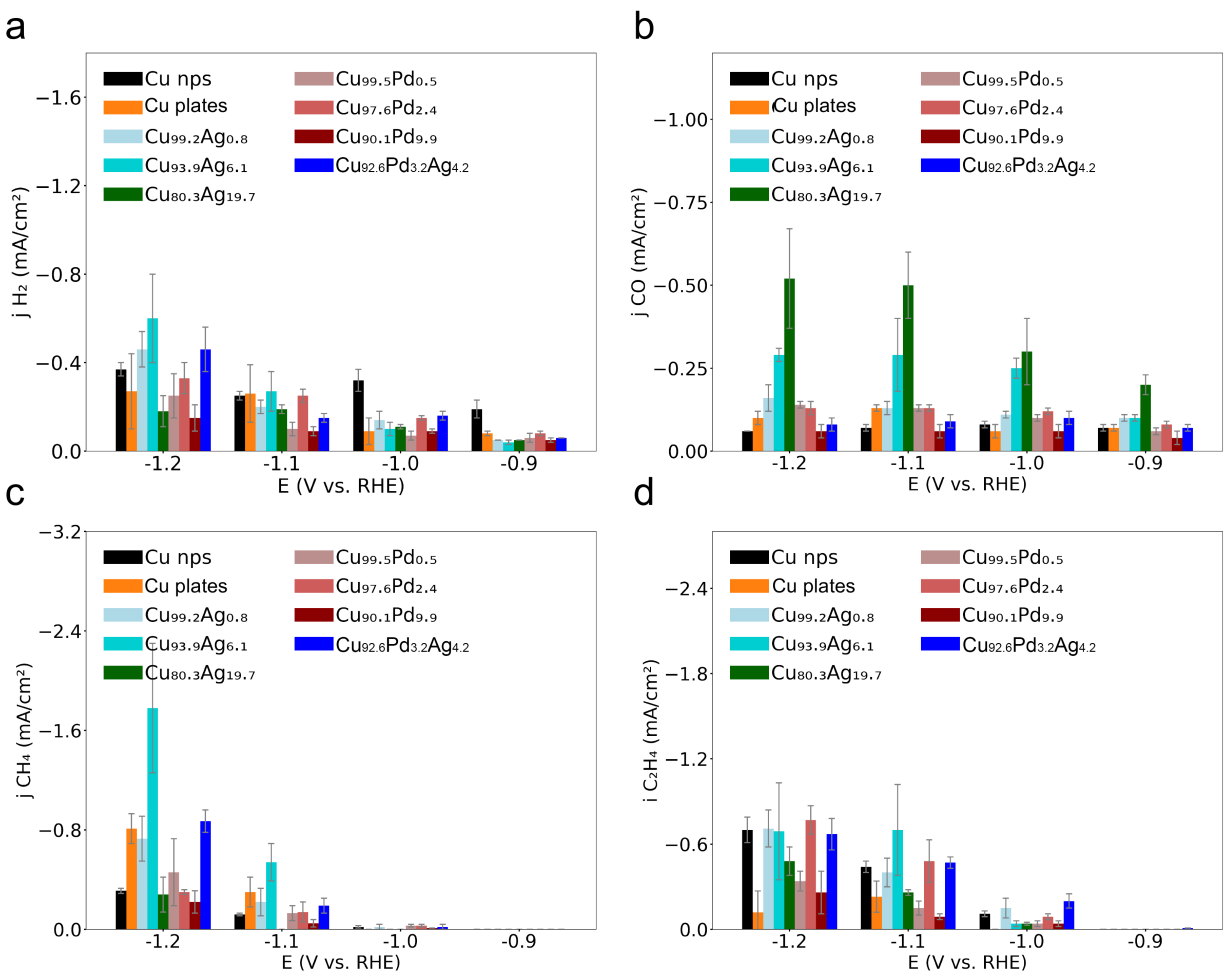 a
j H₂ (mA/cm²)
−1.6
−1.2
−0.8
−0.4
0.0
Cu nps
Cu plates
Cu₉₉.₂Ag₀.₈
Cu₉₃.₉Ag₆.₁
Cu₈₀.₃Ag₁₉.₇
Cu₉₉.₅Pd₀.₅
Cu₉₇.₆Pd₂.₄
Cu₉₀.₁Pd₉.₉
Cu₉₂.₆Pd₃.₂Ag₄.₂
-1.2 -1.1 -1.0 -0.9
E (V vs. RHE)
b
j CO (mA/cm²)
−1.00
−0.75
−0.50
−0.25
0.00
Cu nps
Cu plates
Cu₉₉.₂Ag₀.₈
Cu₉₃.₉Ag₆.₁
Cu₈₀.₃Ag₁₉.₇
Cu₉₉.₅Pd₀.₅
Cu₉₇.₆Pd₂.₄
Cu₉₀.₁Pd₉.₉
Cu₉₂.₆Pd₃.₂Ag₄.₂
-1.2 -1.1 -1.0 -0.9
E (V vs. RHE)
c
j CH₄ (mA/cm²)
−3.2
−2.4
−1.6
−0.8
0.0
Cu nps
Cu plates
Cu₉₉.₂Ag₀.₈
Cu₉₃.₉Ag₆.₁
Cu₈₀.₃Ag₁₉.₇
Cu₉₉.₅Pd₀.₅
Cu₉₇.₆Pd₂.₄
Cu₉₀.₁Pd₉.₉
Cu₉₂.₆Pd₃.₂Ag₄.₂
-1.2 -1.1 -1.0 -0.9
E (V vs. RHE)
d
i C₂H₄ (mA/cm²)
−2.4
−1.8
−1.2
−0.6
0.0
Cu nps
Cu plates
Cu₉₉.₂Ag₀.₈
Cu₉₃.₉Ag₆.₁
Cu₈₀.₃Ag₁₉.₇
Cu₉₉.₅Pd₀.₅
Cu₉₇.₆Pd₂.₄
Cu₉₀.₁Pd₉.₉
Cu₉₂.₆Pd₃.₂Ag₄.₂
-1.2 -1.1 -1.0 -0.9
E (V vs. RHE)